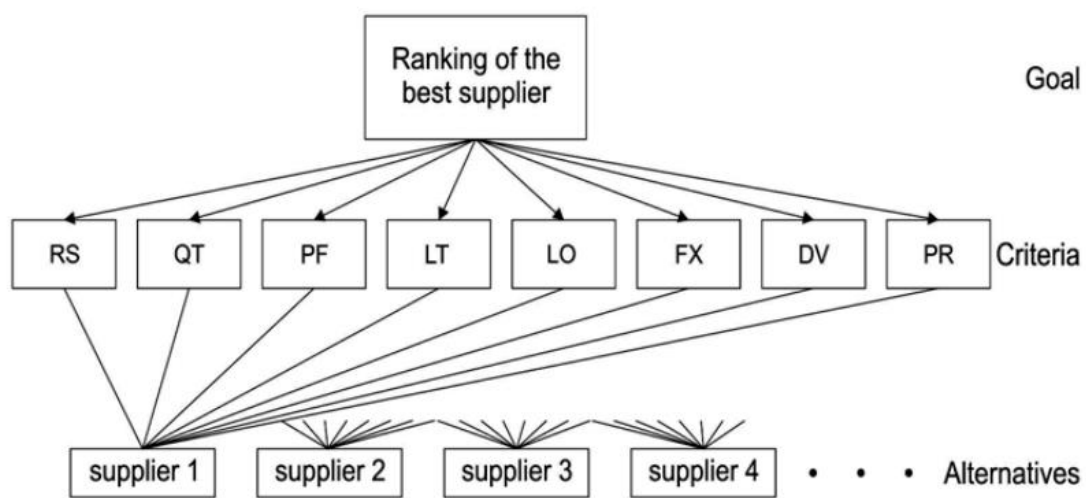 Ranking of the
best supplier
Goal
RS QT PF LT LO FX DV PR Criteria
supplier 1 supplier 2 supplier 3 supplier 4 • • • Alternatives